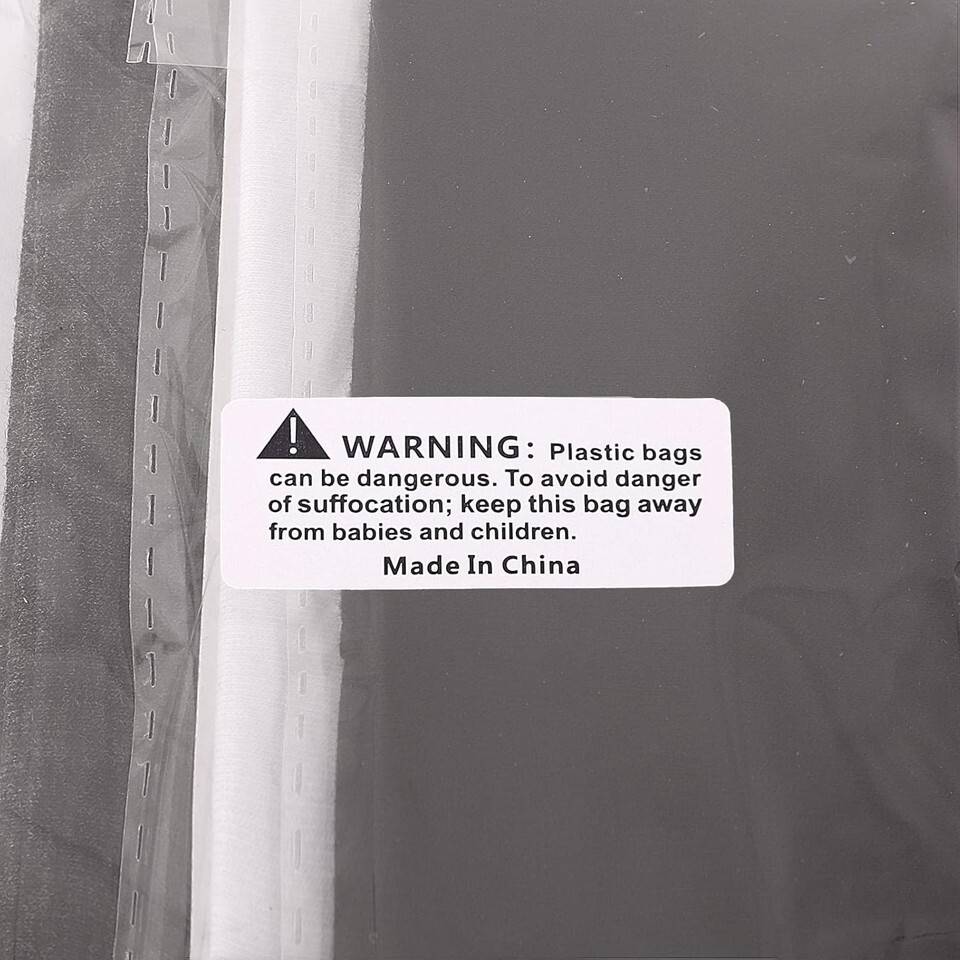 WARNING: Plastic bags
can be dangerous. To avoid danger
of suffocation; keep this bag away
from babies and children.
Made In China